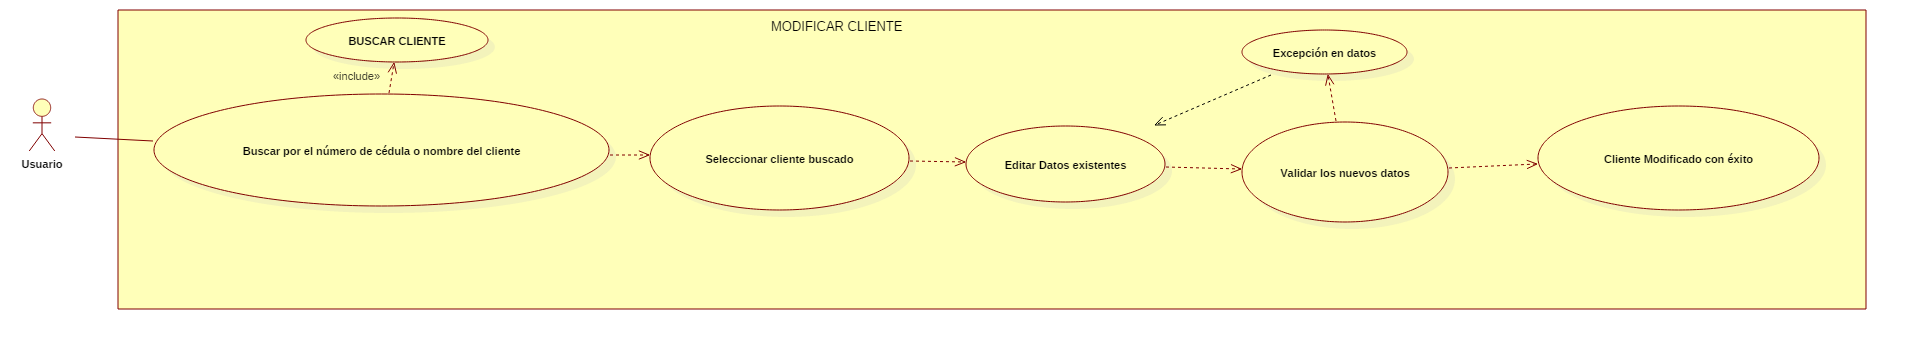 MODIFICAR CLIENTE
BUSCAR CLIENTE
«include»
Usuario
Buscar por el número de cédula o nombre del cliente
Seleccionar cliente buscado
Editar Datos existentes
Excepción en datos
Validar los nuevos datos
Cliente Modificado con éxito